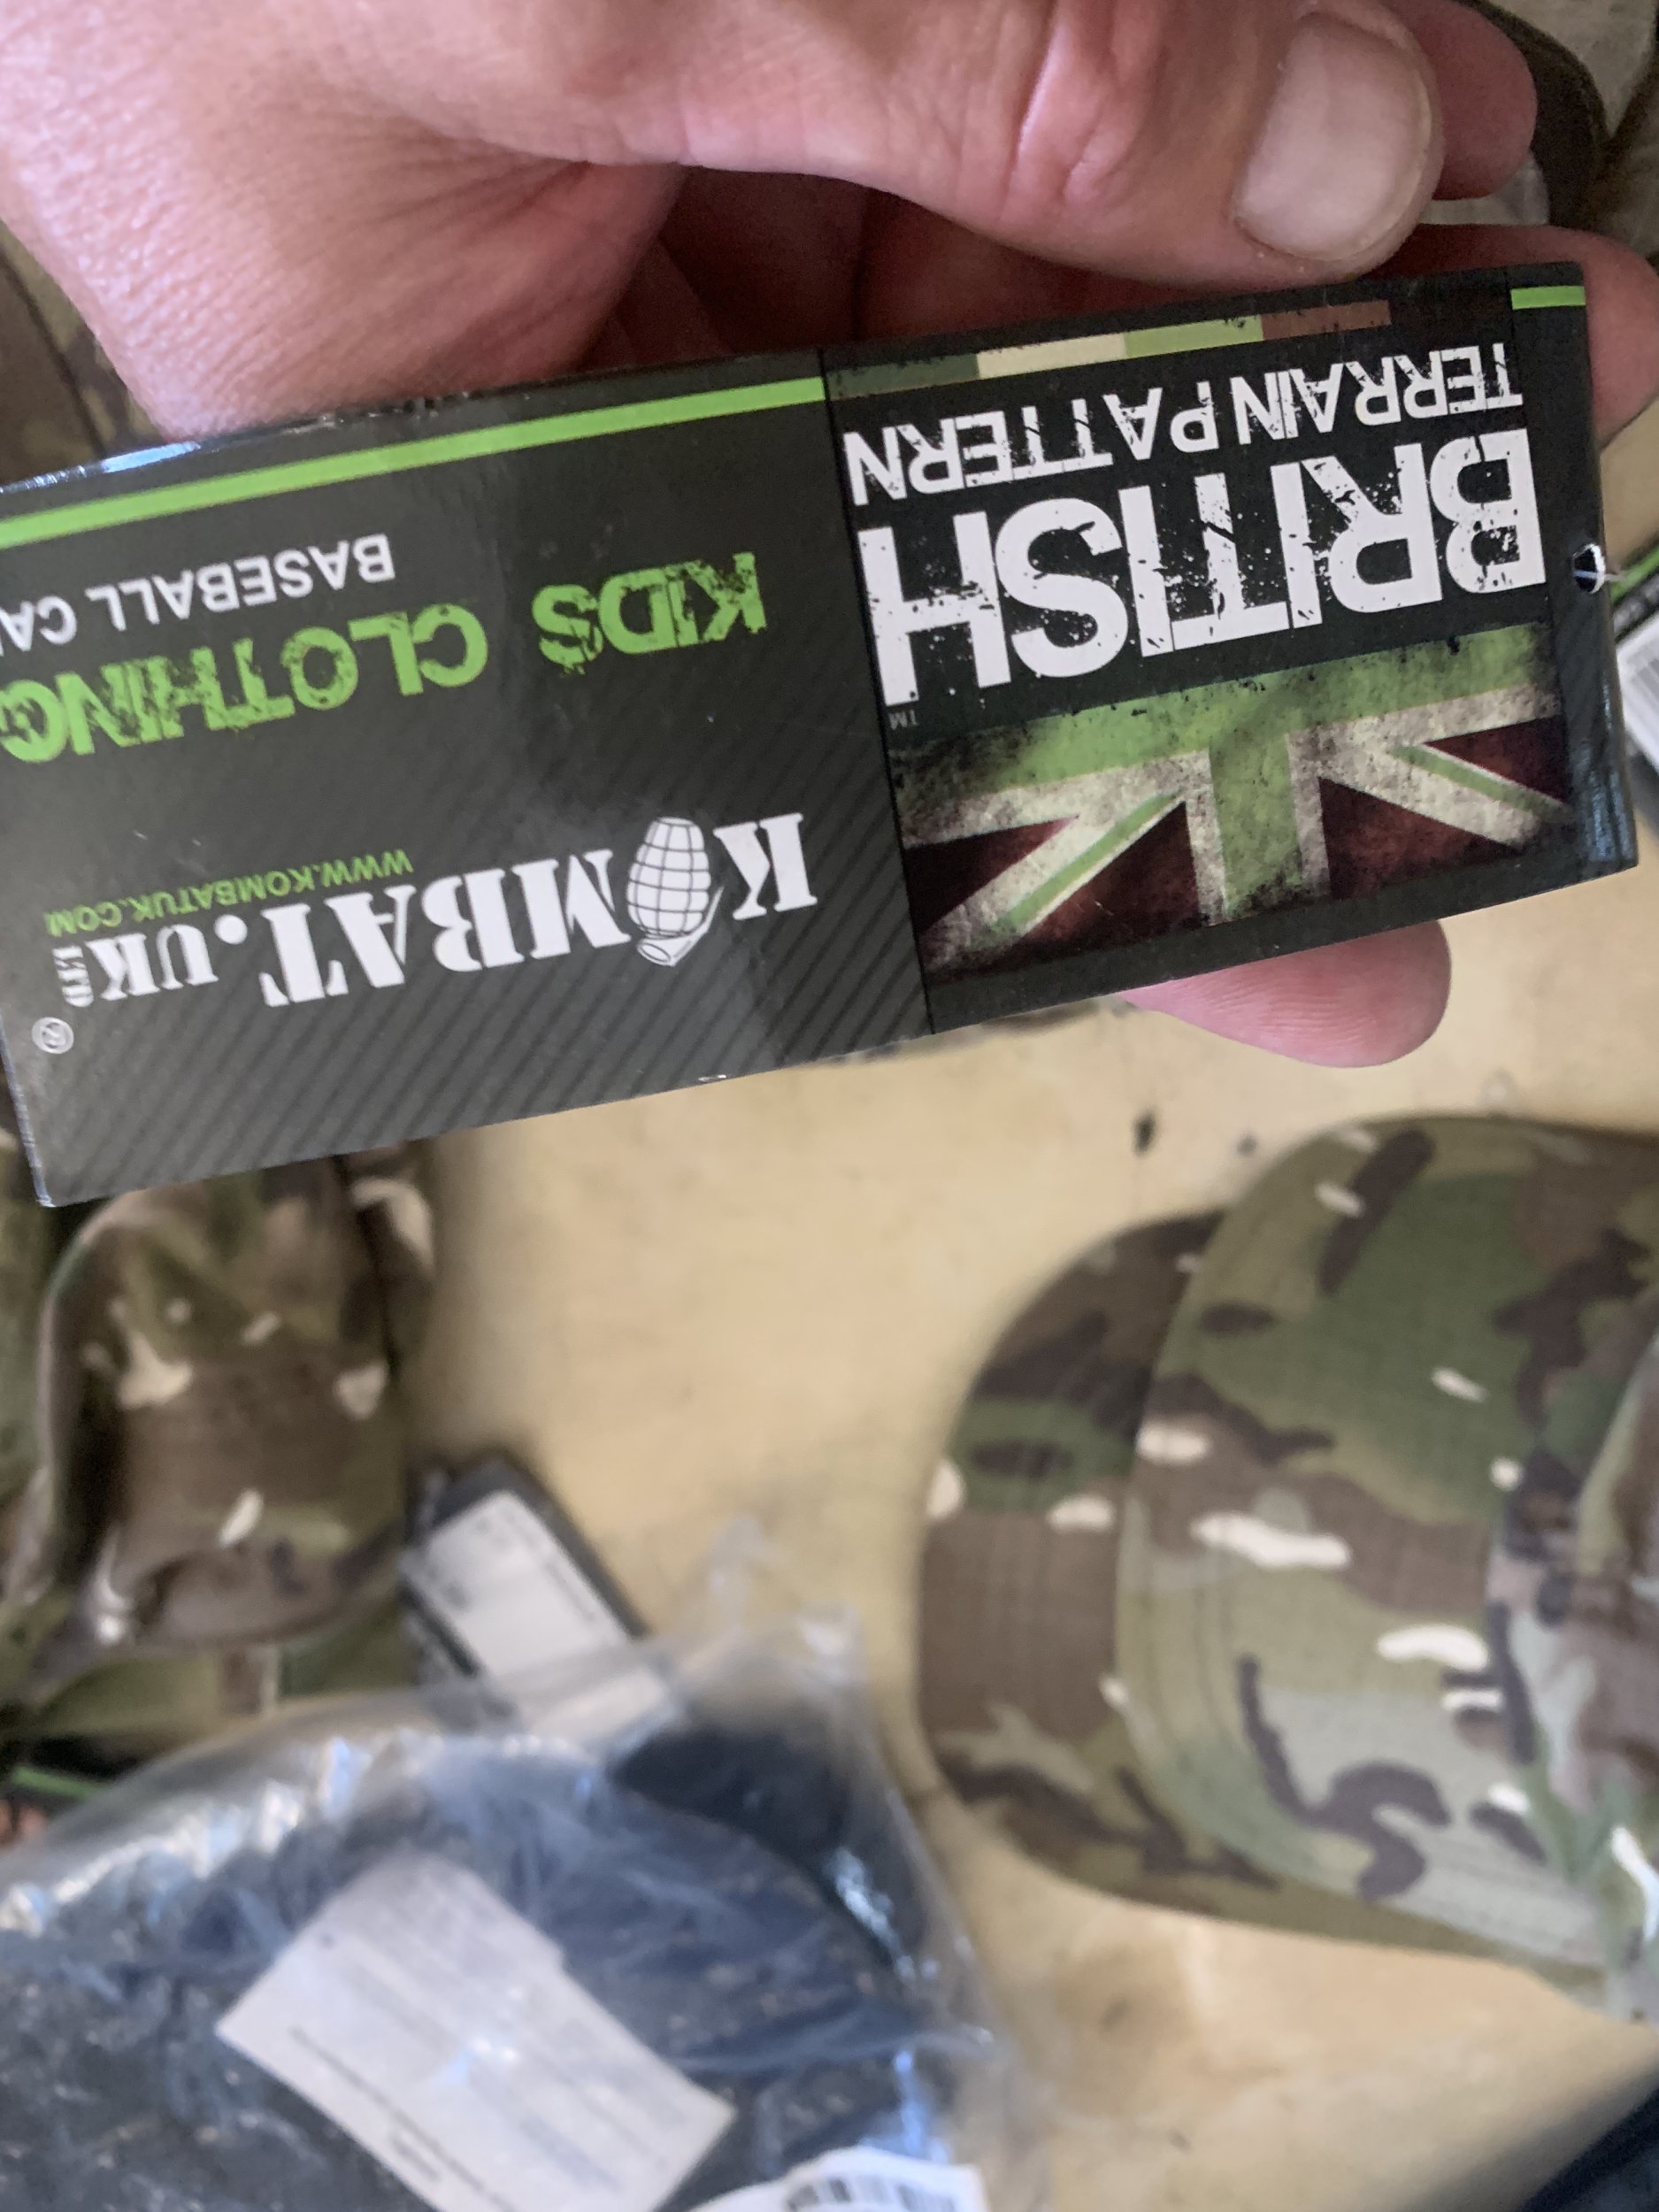 BRITISH
TERRAIN PATTERN
TM
KOMBAT.UK LTD
®
WWW.KOMBATUK.COM
KIDS CLOTHING
BASEBALL CA